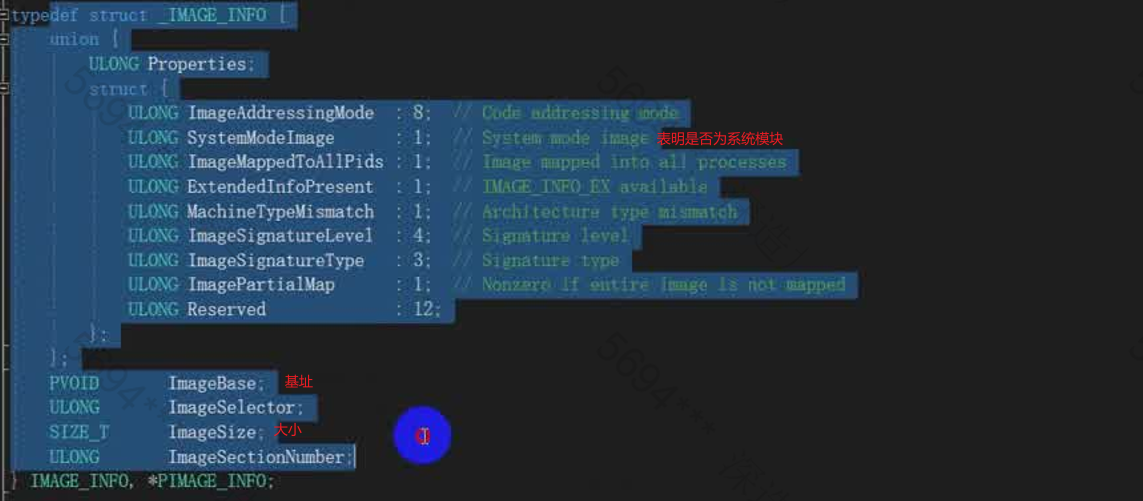 typedef struct _IMAGE_INFO {
union {
ULONG Properties;
struct {
ULONG ImageAddressingMode : 8; // Code addressing mode
ULONG SystemModeImage : 1; // System mode image 表明是否为系统模块
ULONG ImageMappedToAllPids : 1; // Image mapped into all processes
ULONG ExtendedInfoPresent : 1; // IMAGE_INFO_EX available
ULONG MachineTypeMismatch : 1; // Architecture type mismatch
ULONG ImageSignatureLevel : 4; // Signature level
ULONG ImageSignatureType : 3; // Signature type
ULONG ImagePartialMap : 1; // Nonzero if entire image is not mapped
ULONG Reserved : 12;
};
};
PVOID ImageBase; 基址
ULONG ImageSelector;
SIZE_T ImageSize; 大小
ULONG ImageSectionNumber;
} IMAGE_INFO, *PIMAGE_INFO;